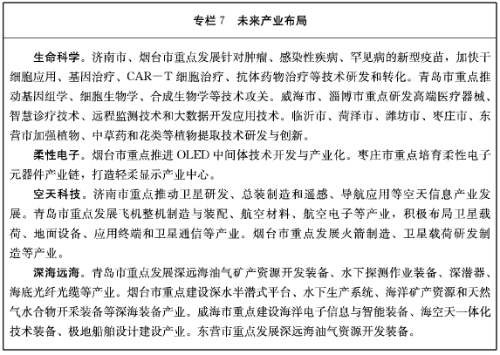 专栏7 未来产业布局
生命科学。济南市、烟台市重点发展针对肿瘤、感染性疾病、罕见病的新型疫苗，加快干
细胞应用、基因治疗、CAR－T细胞治疗、抗体药物治疗等技术研发和转化。青岛市重点推
动基因组学、细胞生物学、合成生物学等技术攻关。威海市、淄博市重点研发高端医疗器械、
智慧诊疗技术、远程监测技术和大数据开发应用技术。临沂市、菏泽市、潍坊市、枣庄市、东
营市加强植物、中草药和花类等植物提取技术研发与创新。
柔性电子。烟台市重点推进OLED中间体技术开发与产业化。枣庄市重点培育柔性电子
元器件产业链，打造轻柔显示产业中心。
空天科技。济南市重点推动卫星研发、总装制造和遥感、导航应用等空天信息产业发
展。青岛市重点发展飞机整机制造与装配、航空材料、航空电子等产业，积极布局卫星载
荷、地面设备、应用终端和卫星通信等产业。烟台市重点发展火箭制造、卫星载荷研发制
造等产业。
深海远海。青岛市重点发展深远海油气矿产资源开发装备、水下探测作业装备、深潜器、
海底光纤光缆等产业。烟台市重点建设深水半潜式平台、水下生产系统、海洋矿产资源和天然
气水合物开采装备等深海装备产业。威海市重点建设海洋电子信息与智能装备、海空天一体化
技术装备、极地船舶设计建设产业。东营市重点发展深远海油气资源开发装备。